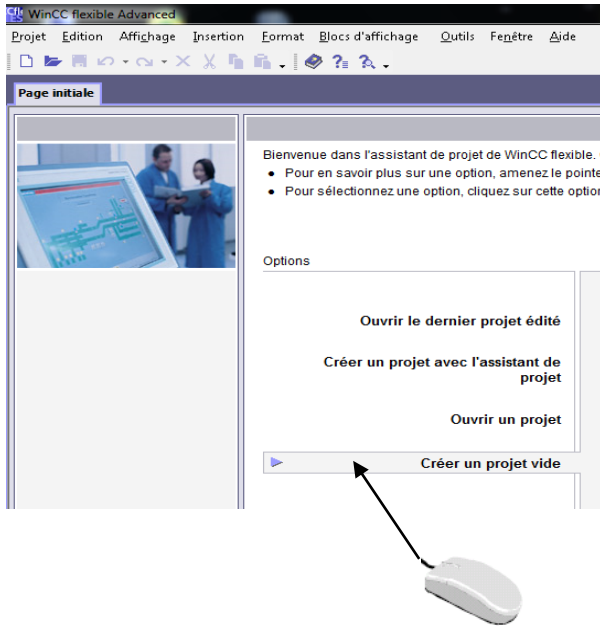 WinCC flexible Advanced
Projet Edition Affichage Insertion Format Blocs d'affichage Outils Fenêtre Aide
Page initiale
Bienvenue dans l'assistant de projet de WinCC flexible.
Pour en savoir plus sur une option, amenez le pointe
Pour sélectionnez une option, cliquez sur cette option
Options
Ouvrir le dernier projet édité
Créer un projet avec l'assistant de
projet
Ouvrir un projet
Créer un projet vide